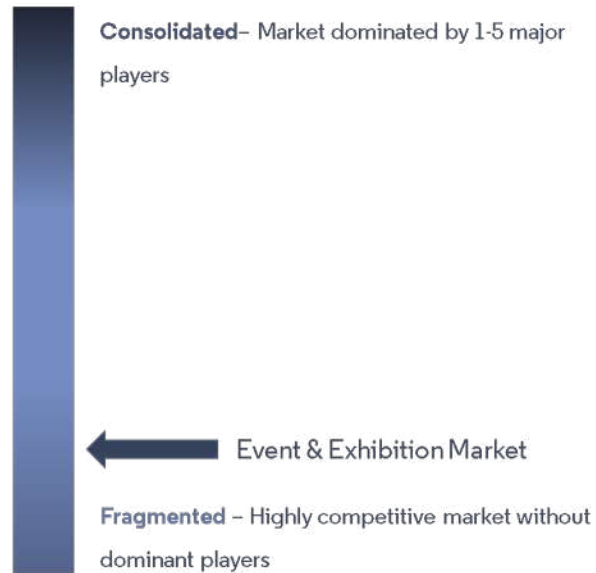 Consolidated– Market dominated by 1-5 major
players
Event & Exhibition Market
Fragmented – Highly competitive market without
dominant players